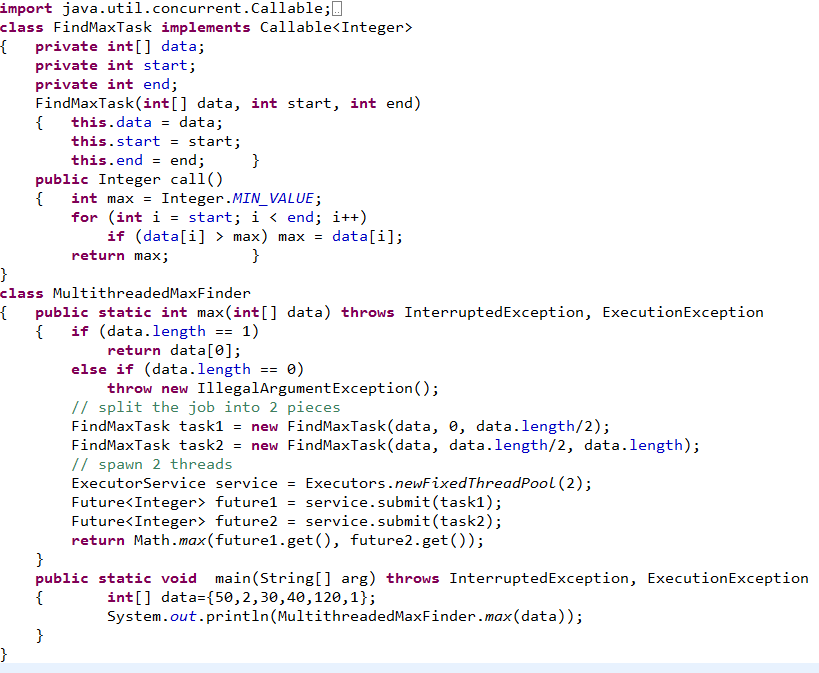 import java.util.concurrent.Callable;
class FindMaxTask implements Callable<Integer>
{   private int[] data;
    private int start;
    private int end;
    FindMaxTask(int[] data, int start, int end)
    {   this.data = data;
        this.start = start;
        this.end = end;     }
    public Integer call()
    {   int max = Integer.MIN_VALUE;
        for (int i = start; i < end; i++)
            if (data[i] > max) max = data[i];
        return max;         }
}
class MultithreadedMaxFinder
{   public static int max(int[] data) throws InterruptedException, ExecutionException
    {   if (data.length == 1)
            return data[0];
        else if (data.length == 0)
            throw new IllegalArgumentException();
        // split the job into 2 pieces
        FindMaxTask task1 = new FindMaxTask(data, 0, data.length/2);
        FindMaxTask task2 = new FindMaxTask(data, data.length/2, data.length);
        // spawn 2 threads
        ExecutorService service = Executors.newFixedThreadPool(2);
        Future<Integer> future1 = service.submit(task1);
        Future<Integer> future2 = service.submit(task2);
        return Math.max(future1.get(), future2.get());
    }
    public static void  main(String[] arg) throws InterruptedException, ExecutionException
    {       int[] data={50,2,30,40,120,1};
            System.out.println(MultithreadedMaxFinder.max(data));
    }
}